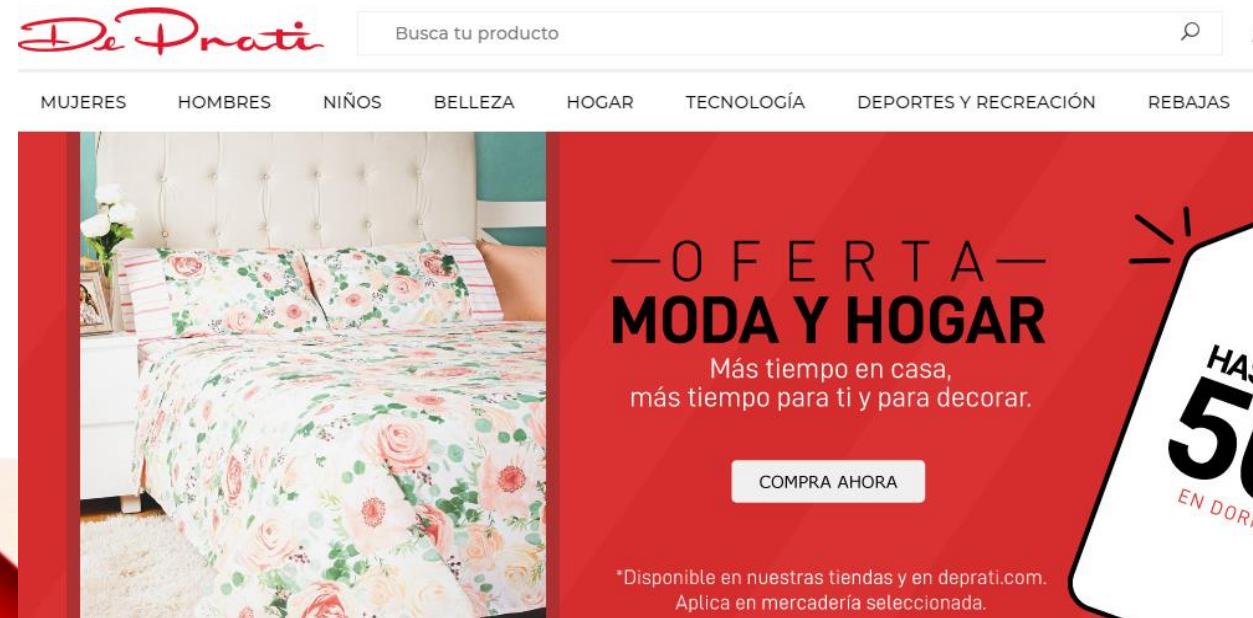 De Prati
Busca tu producto
MUJERES HOMBRES NIÑOS BELLEZA HOGAR TECNOLOGÍA DEPORTES Y RECREACIÓN REBAJAS
OFERTA
MODA Y HOGAR
Más tiempo en casa,
más tiempo para ti y para decorar.
COMPRA AHORA
*Disponible en nuestras tiendas y en deprati.com.
Aplica en mercadería seleccionada.
EN